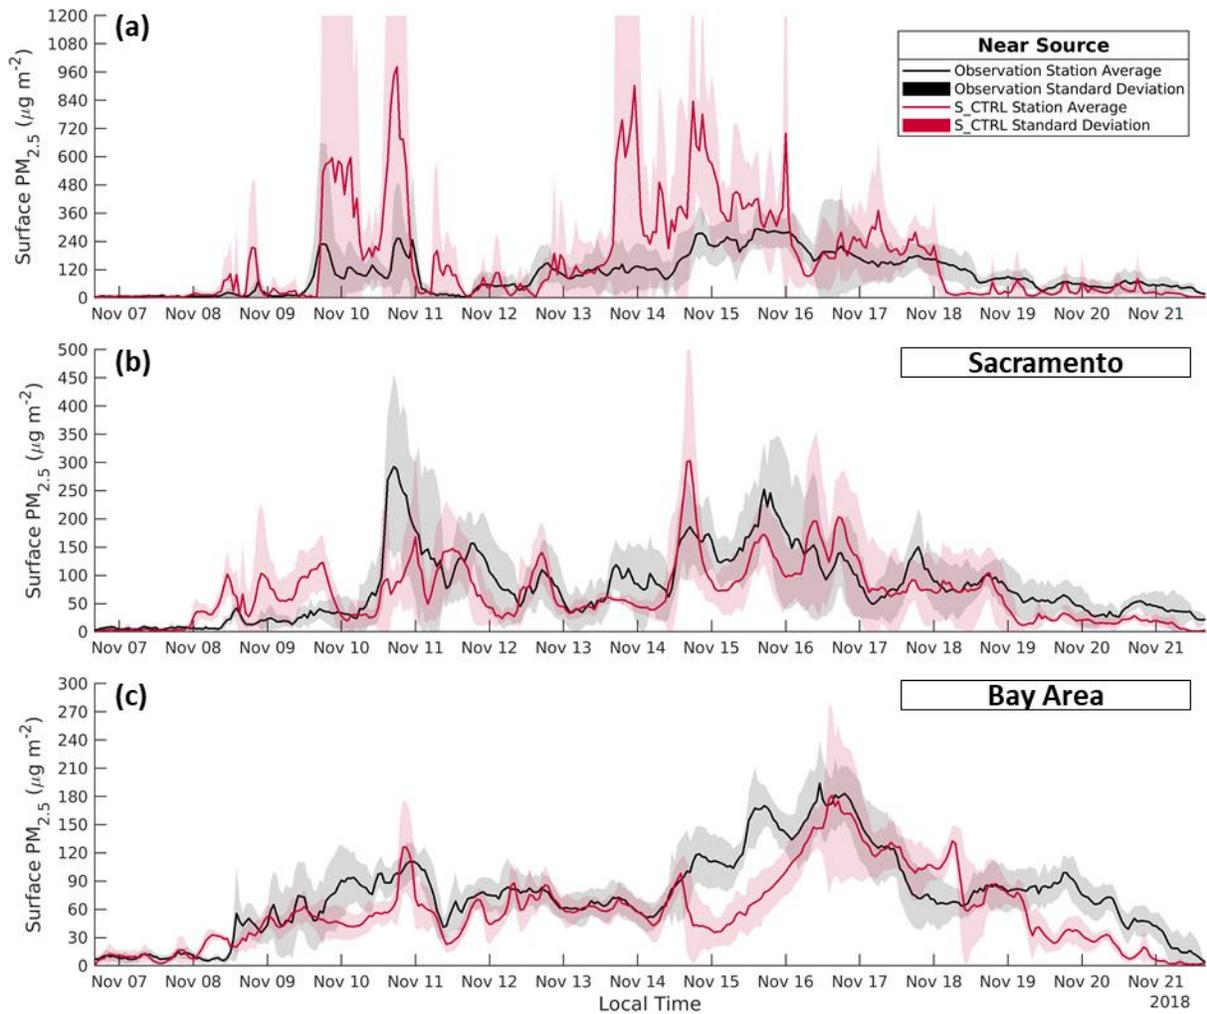 (a)
1200
1080
960
840
720
600
480
360
240
120
0
Surface PM2.5 (μg m-2)
Near Source
Observation Station Average
Observation Standard Deviation
S_CTRL Station Average
S_CTRL Standard Deviation
Nov 07 Nov 08 Nov 09 Nov 10 Nov 11 Nov 12 Nov 13 Nov 14 Nov 15 Nov 16 Nov 17 Nov 18 Nov 19 Nov 20 Nov 21
(b)
Sacramento
500
450
400
350
300
250
200
150
100
50
0
Surface PM2.5 (μg m-2)
Nov 07 Nov 08 Nov 09 Nov 10 Nov 11 Nov 12 Nov 13 Nov 14 Nov 15 Nov 16 Nov 17 Nov 18 Nov 19 Nov 20 Nov 21
(c)
Bay Area
300
270
240
210
180
150
120
90
60
30
0
Surface PM2.5 (μg m-2)
Nov 07 Nov 08 Nov 09 Nov 10 Nov 11 Nov 12 Nov 13 Nov 14 Nov 15 Nov 16 Nov 17 Nov 18 Nov 19 Nov 20 Nov 21
Local Time
2018